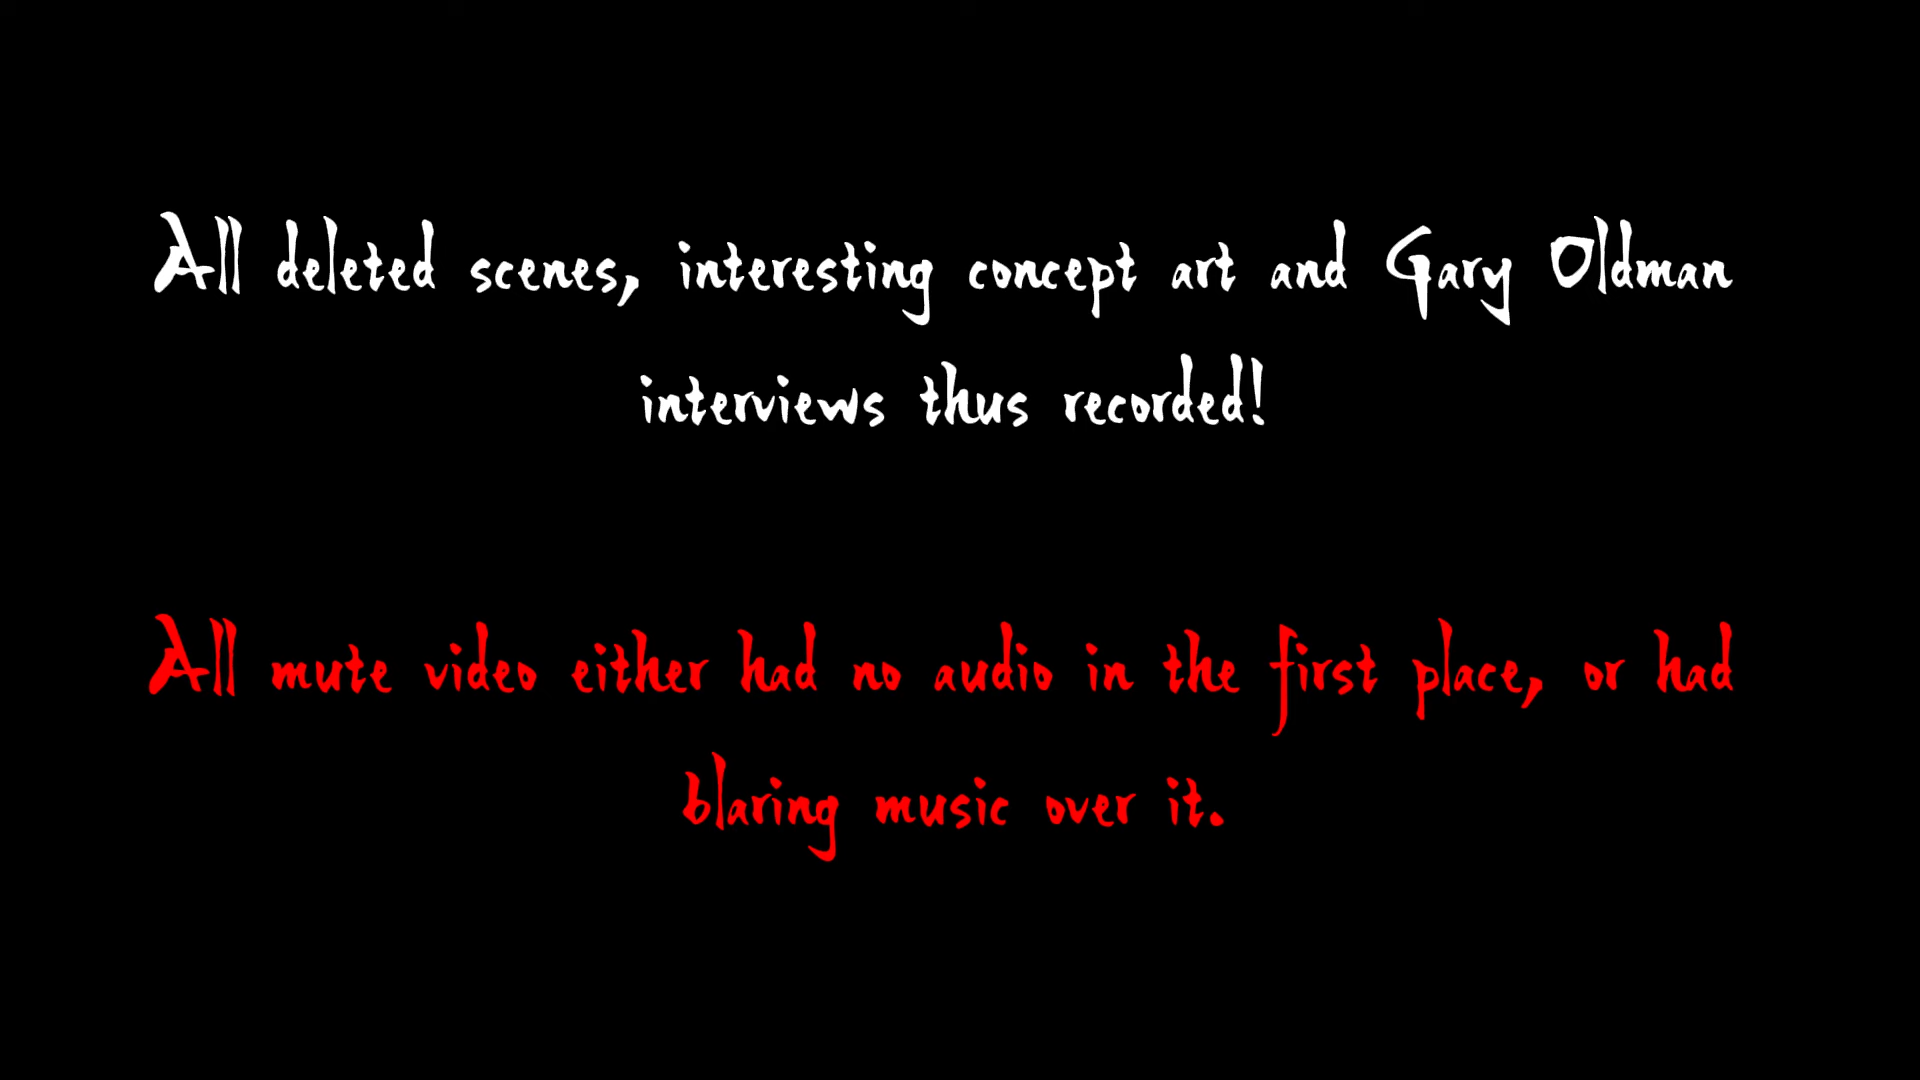 All deleted scenes, interesting concept art and Gary Oldman
interviews thus recorded!
All mute video either had no audio in the first place, or had
blaring music over it.